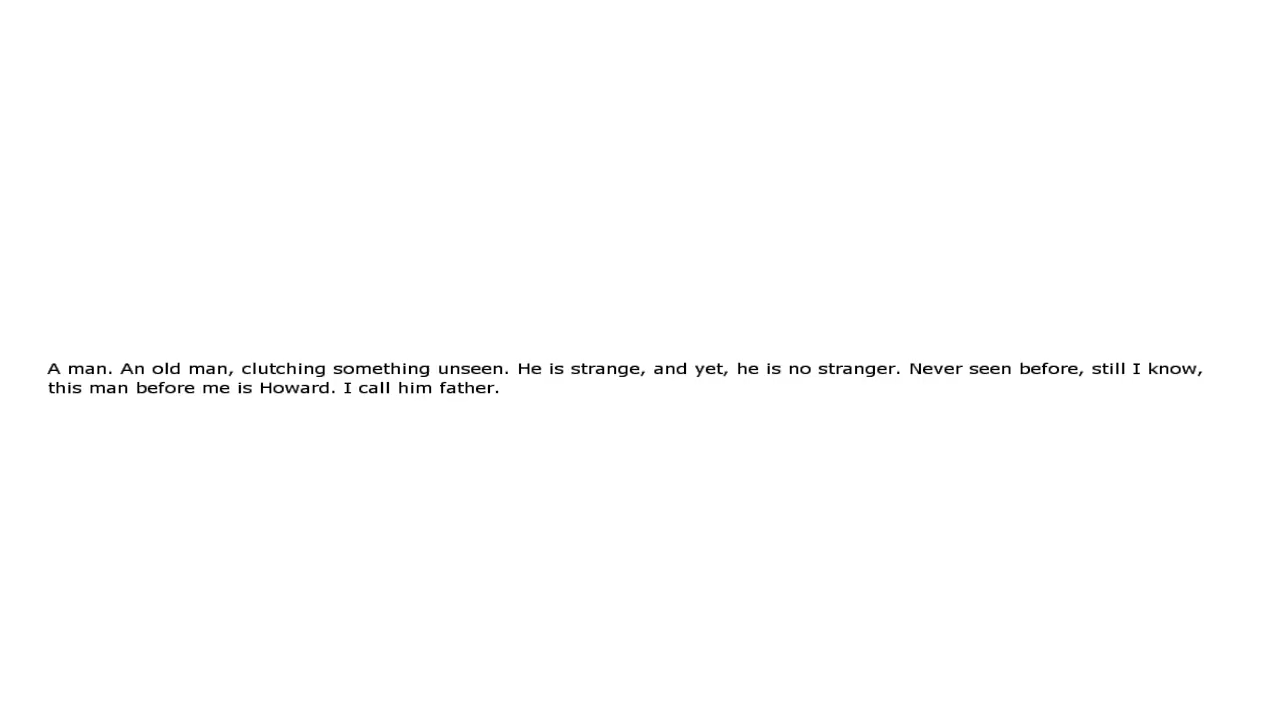 A man. An old man, clutching something unseen. He is strange, and yet, he is no stranger. Never seen before, still I know,
this man before me is Howard. I call him father.